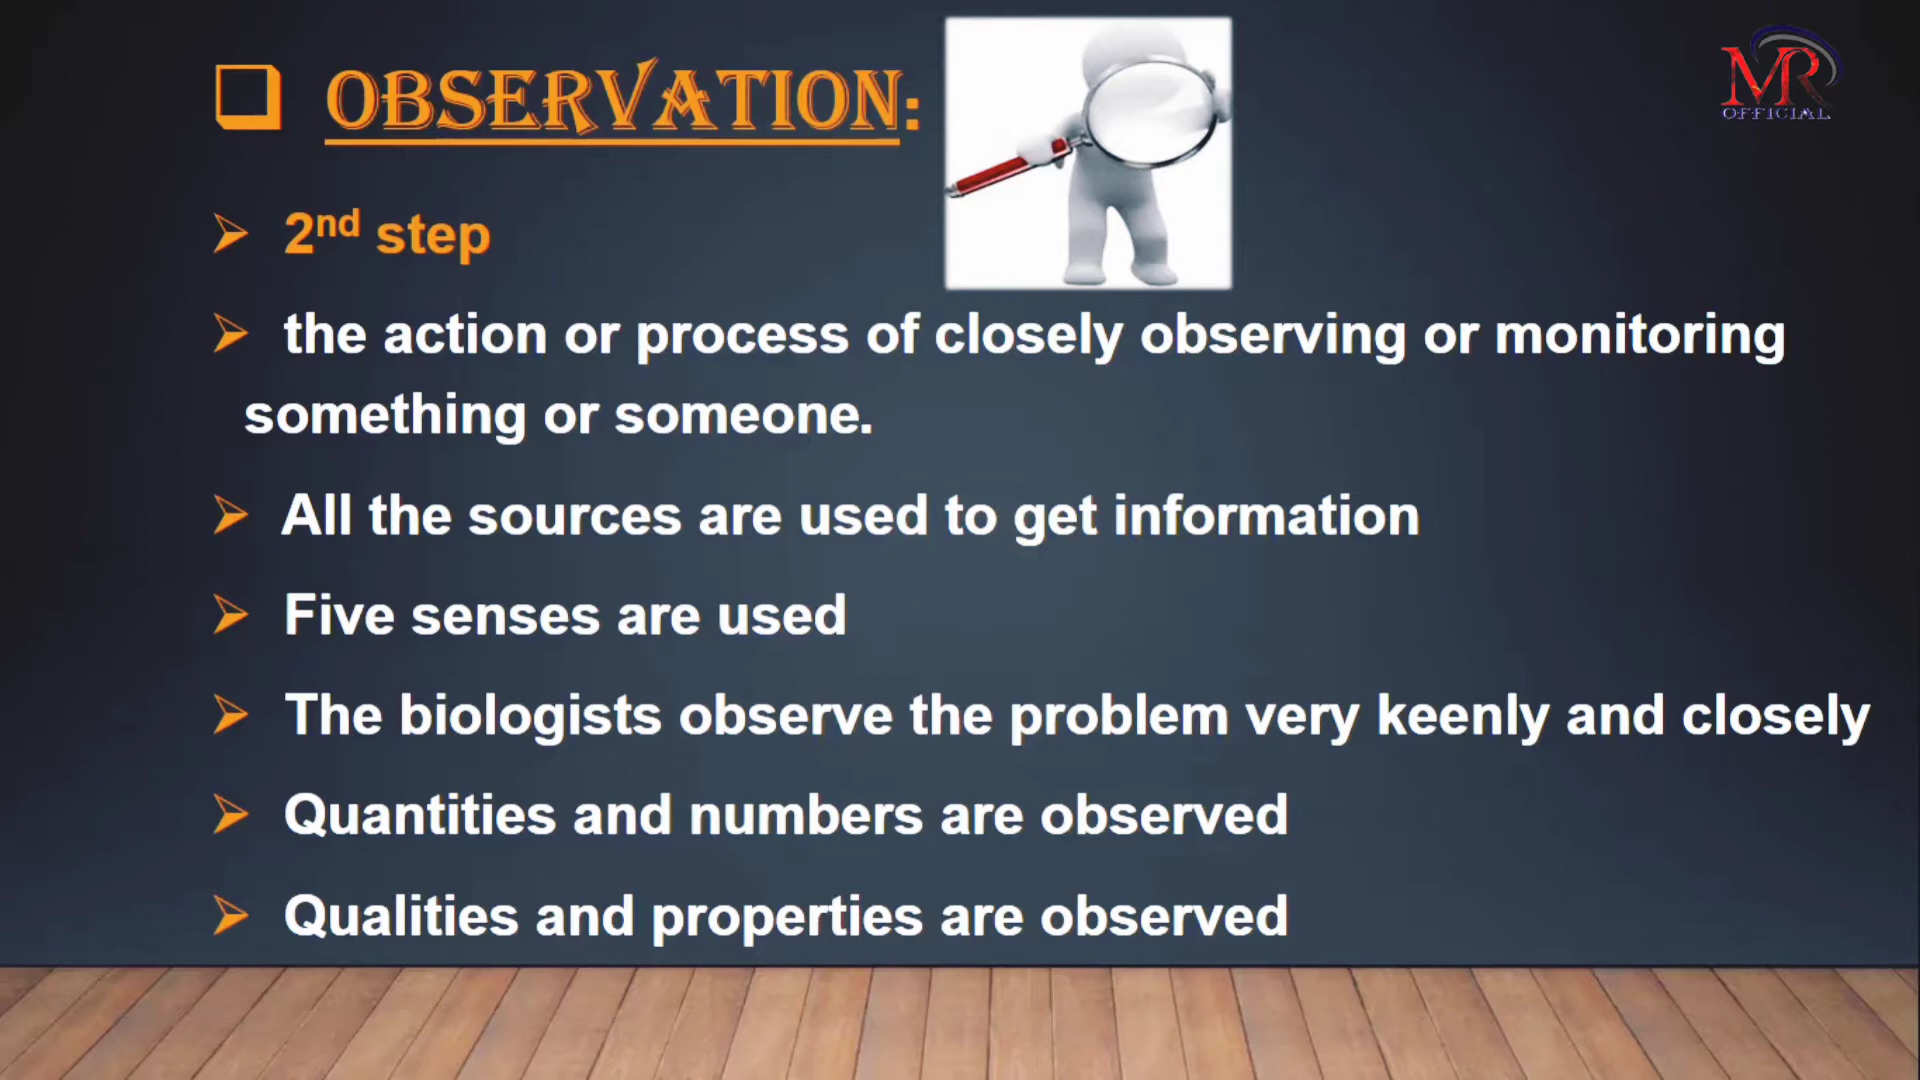 OBSERVATION:
MR
OFFICIAL
2nd step
the action or process of closely observing or monitoring
something or someone.
All the sources are used to get information
Five senses are used
The biologists observe the problem very keenly and closely
Quantities and numbers are observed
Qualities and properties are observed